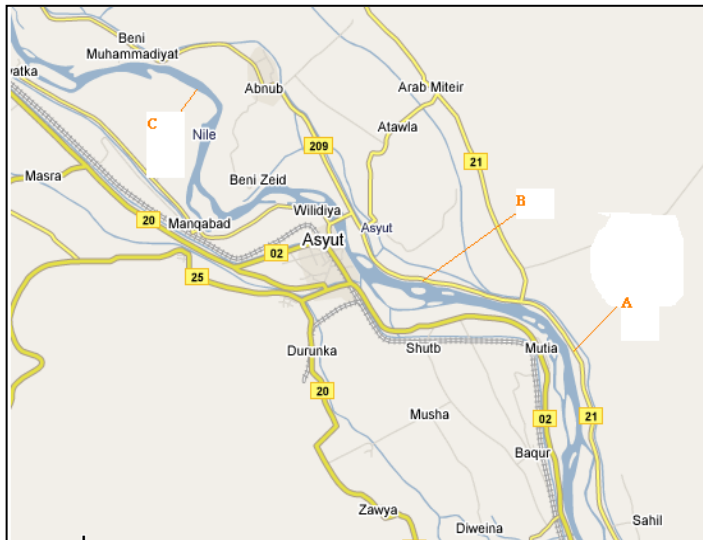 Beni
Muhammadiyat
yatka
Abnub
Arab Miteir
C
Atawla
Nile
209
21
Masra
Beni Zeid
B
20
Manqabad
Wilidiya
Asyut
Asyut
02
25
A
Durunka
Shutb
Mutia
20
Musha
02
21
Baqur
Zawya
Diweina
Sahil